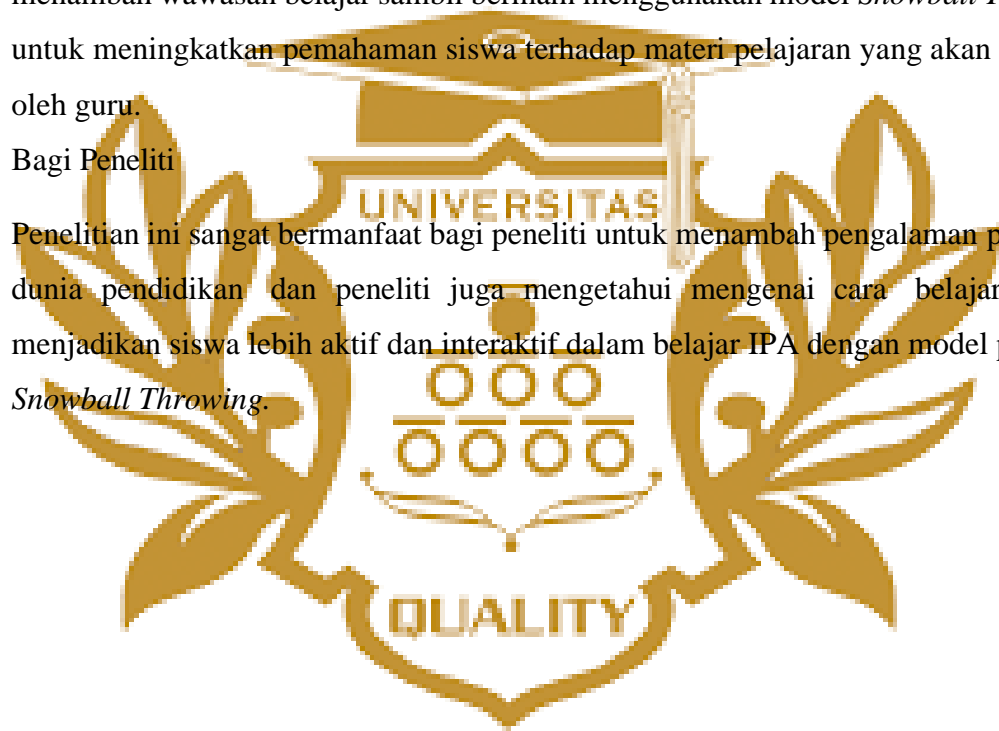 menambah wawasan belajar sambil bermain menggunakan model Snowball T
untuk meningkatkan pemahaman siswa terhadap materi pelajaran yang akan
oleh guru.
Bagi Peneliti
UNIVERSITAS
Penelitian ini sangat bermanfaat bagi peneliti untuk menambah pengalaman p
dunia pendidikan dan peneliti juga mengetahui mengenai cara belajar
menjadikan siswa lebih aktif dan interaktif dalam belajar IPA dengan model p
Snowball Throwing.
QUALITY